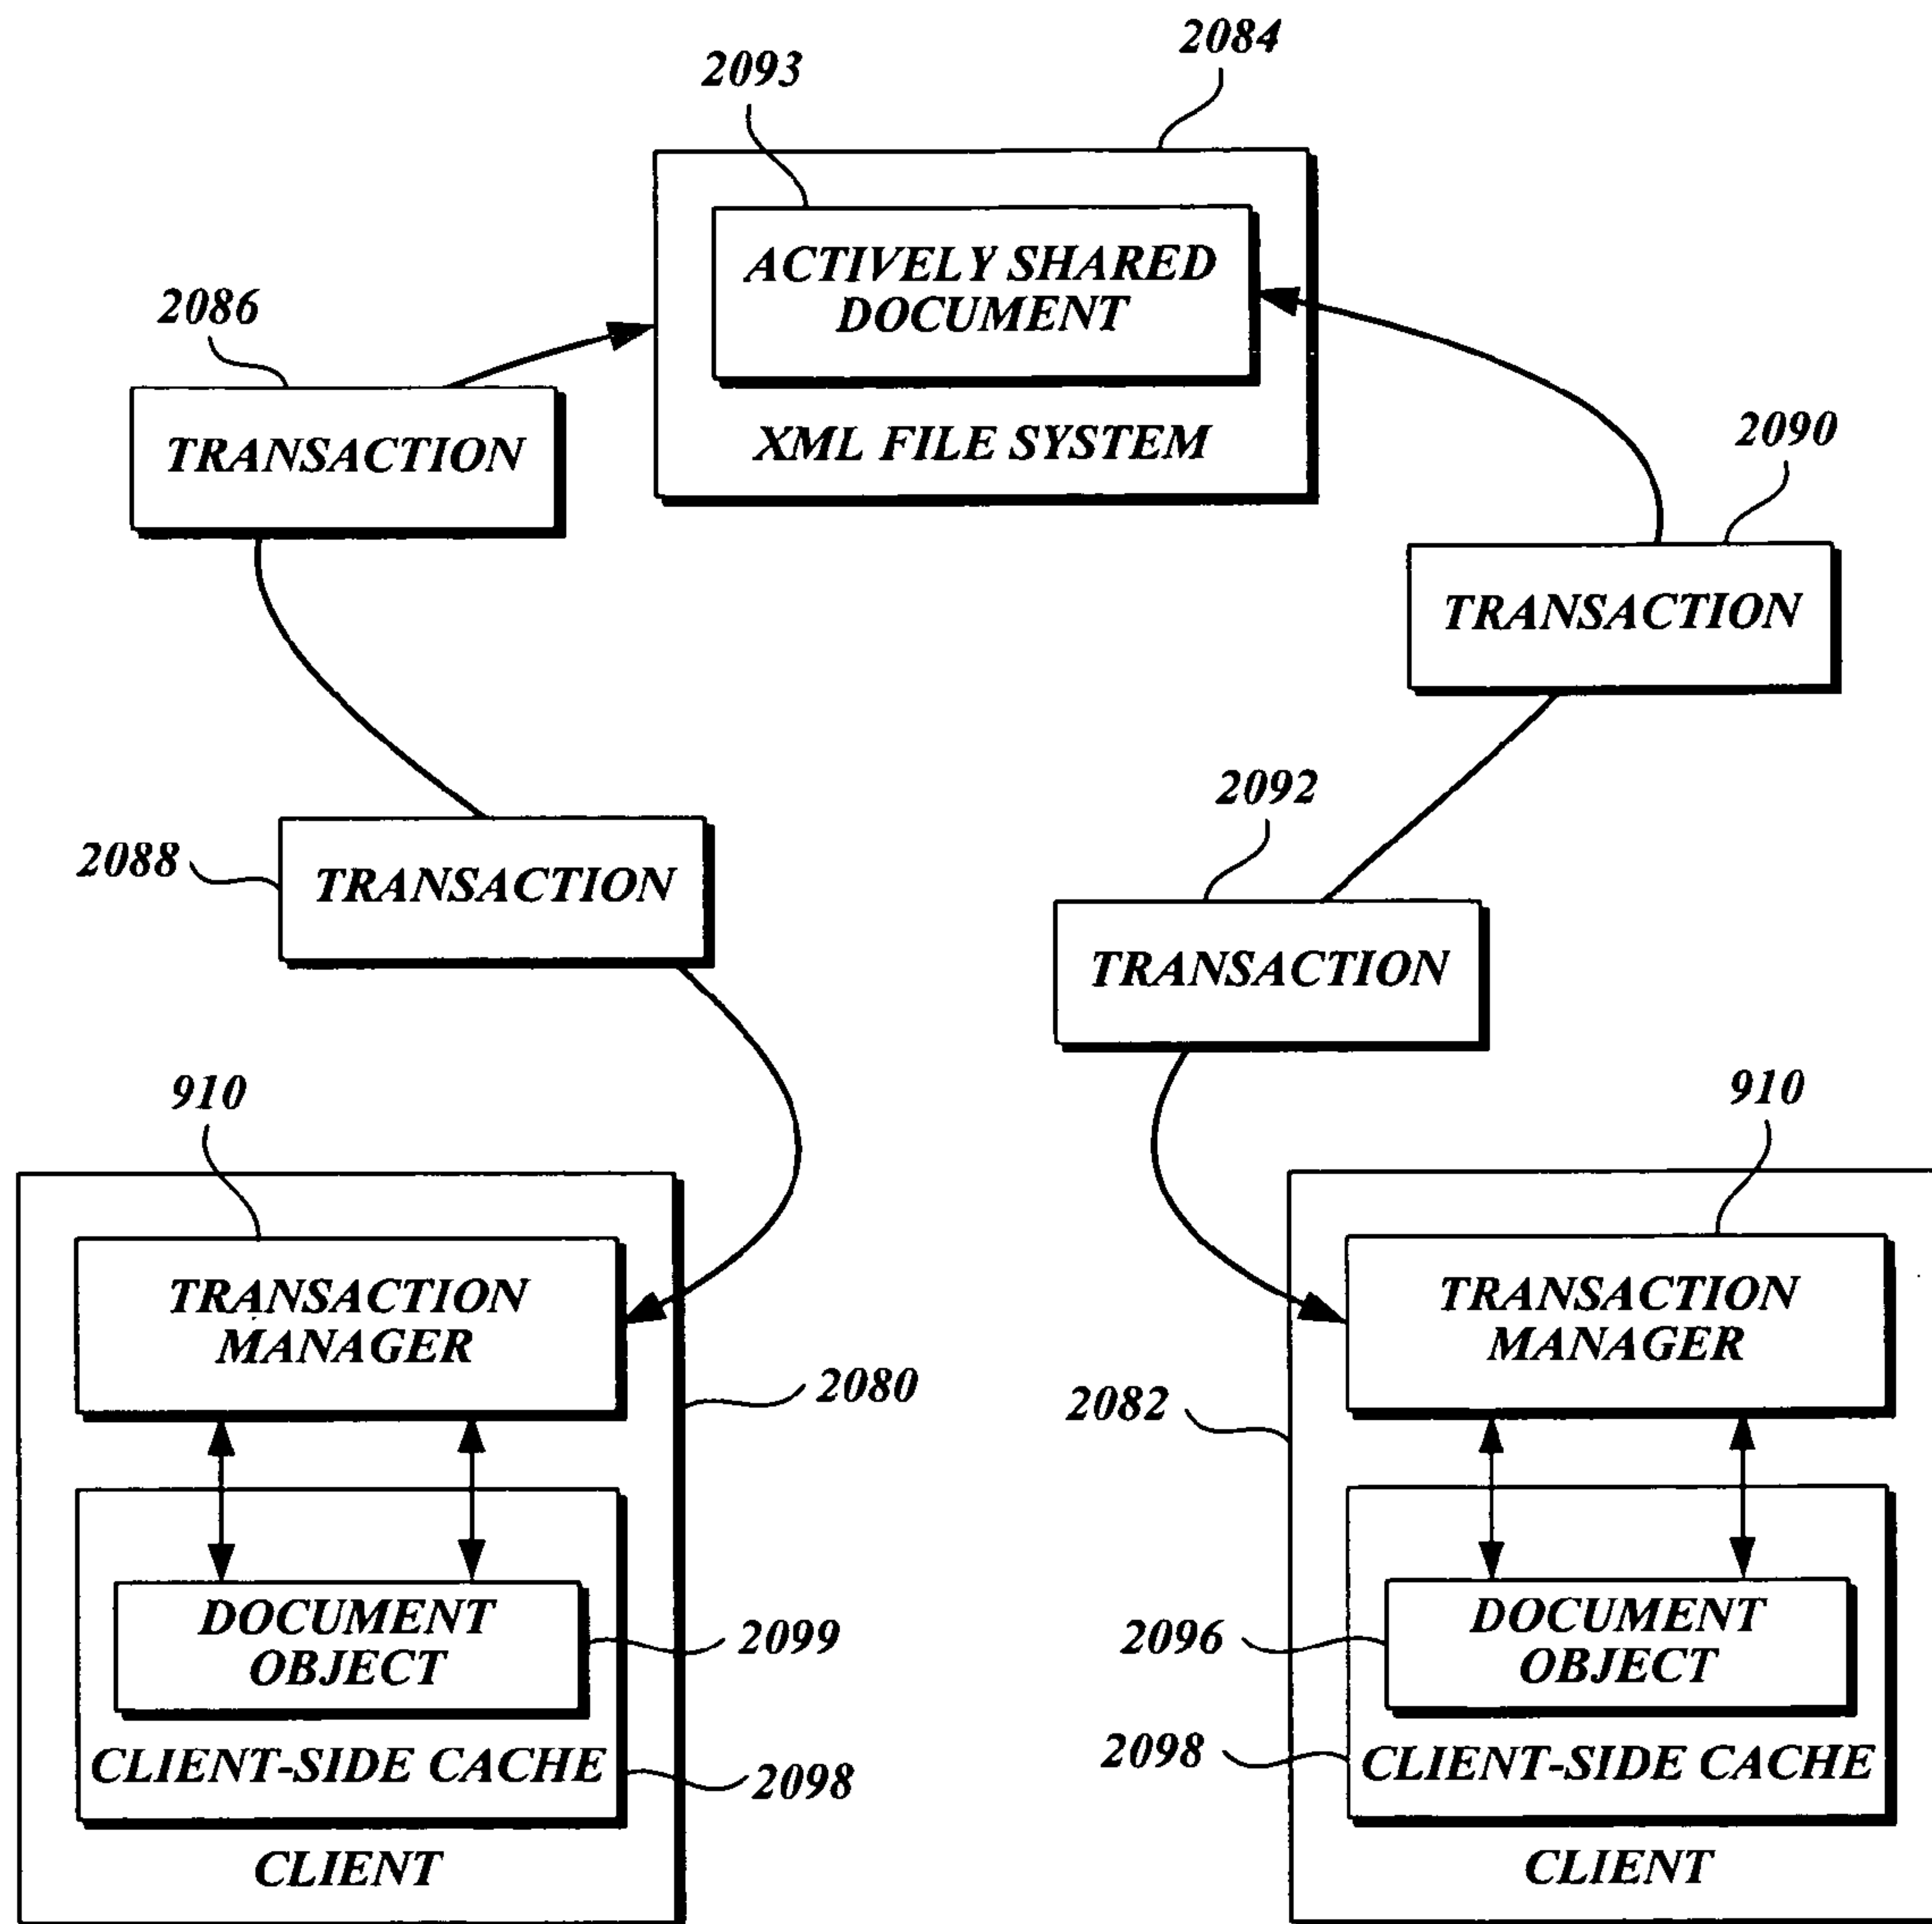 2084
2093
ACTIVELY SHARED
DOCUMENT
XML FILE SYSTEM
2086
TRANSACTION
2090
TRANSACTION
2088
TRANSACTION
2092
TRANSACTION
910
TRANSACTION
MANAGER
2080
DOCUMENT
OBJECT
2099
CLIENT-SIDE CACHE
2098
CLIENT
910
TRANSACTION
MANAGER
2082
DOCUMENT
OBJECT
2096
2098
CLIENT-SIDE CACHE
CLIENT